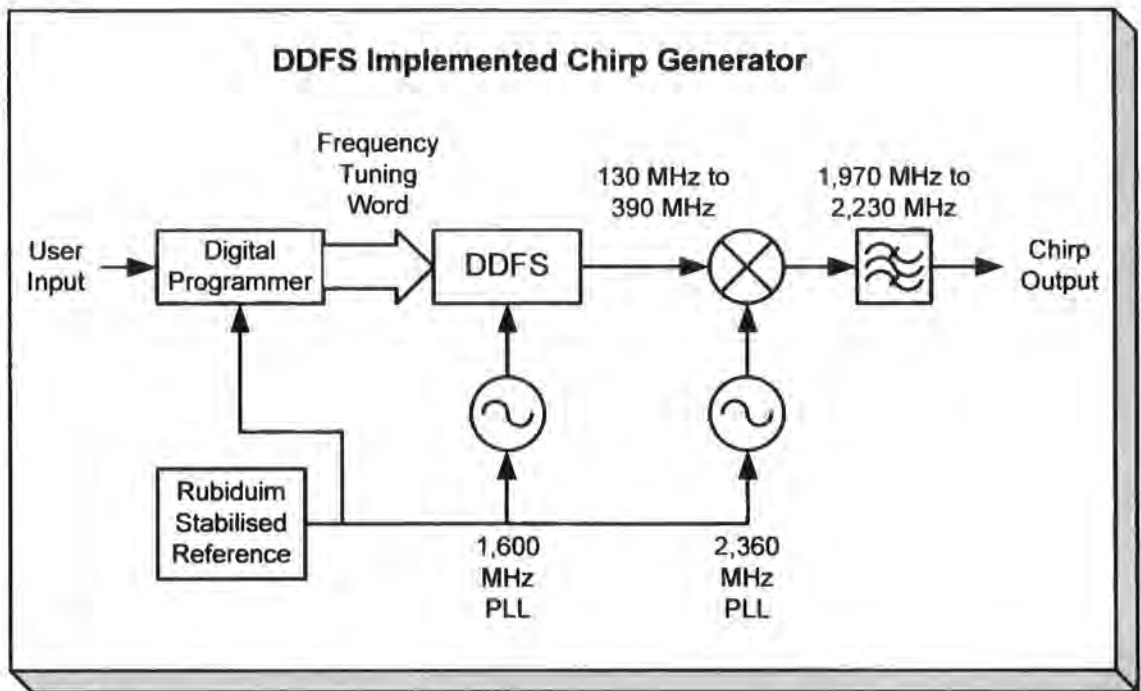 DDFS Implemented Chirp Generator
Frequency
Tuning
Word
130 MHz to
390 MHz
1,970 MHz to
2,230 MHz
User
Input
Digital
Programmer
DDFS
Chirp
Output
Rubiduim
Stabilised
Reference
1,600
MHz
PLL
2,360
MHz
PLL